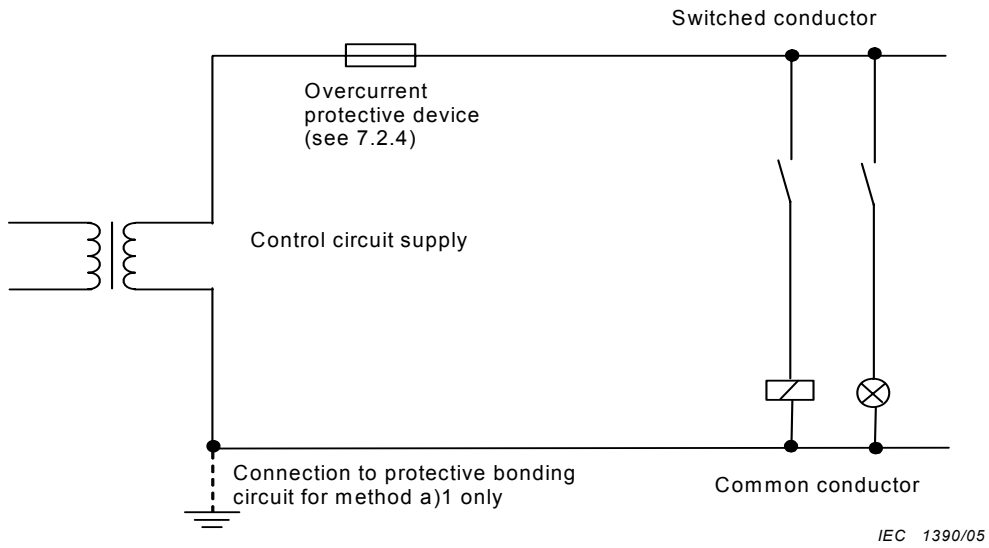 Switched conductor
Overcurrent
protective device
(see 7.2.4)
Control circuit supply
Connection to protective bonding
circuit for method a)1 only
Common conductor
IEC 1390/05